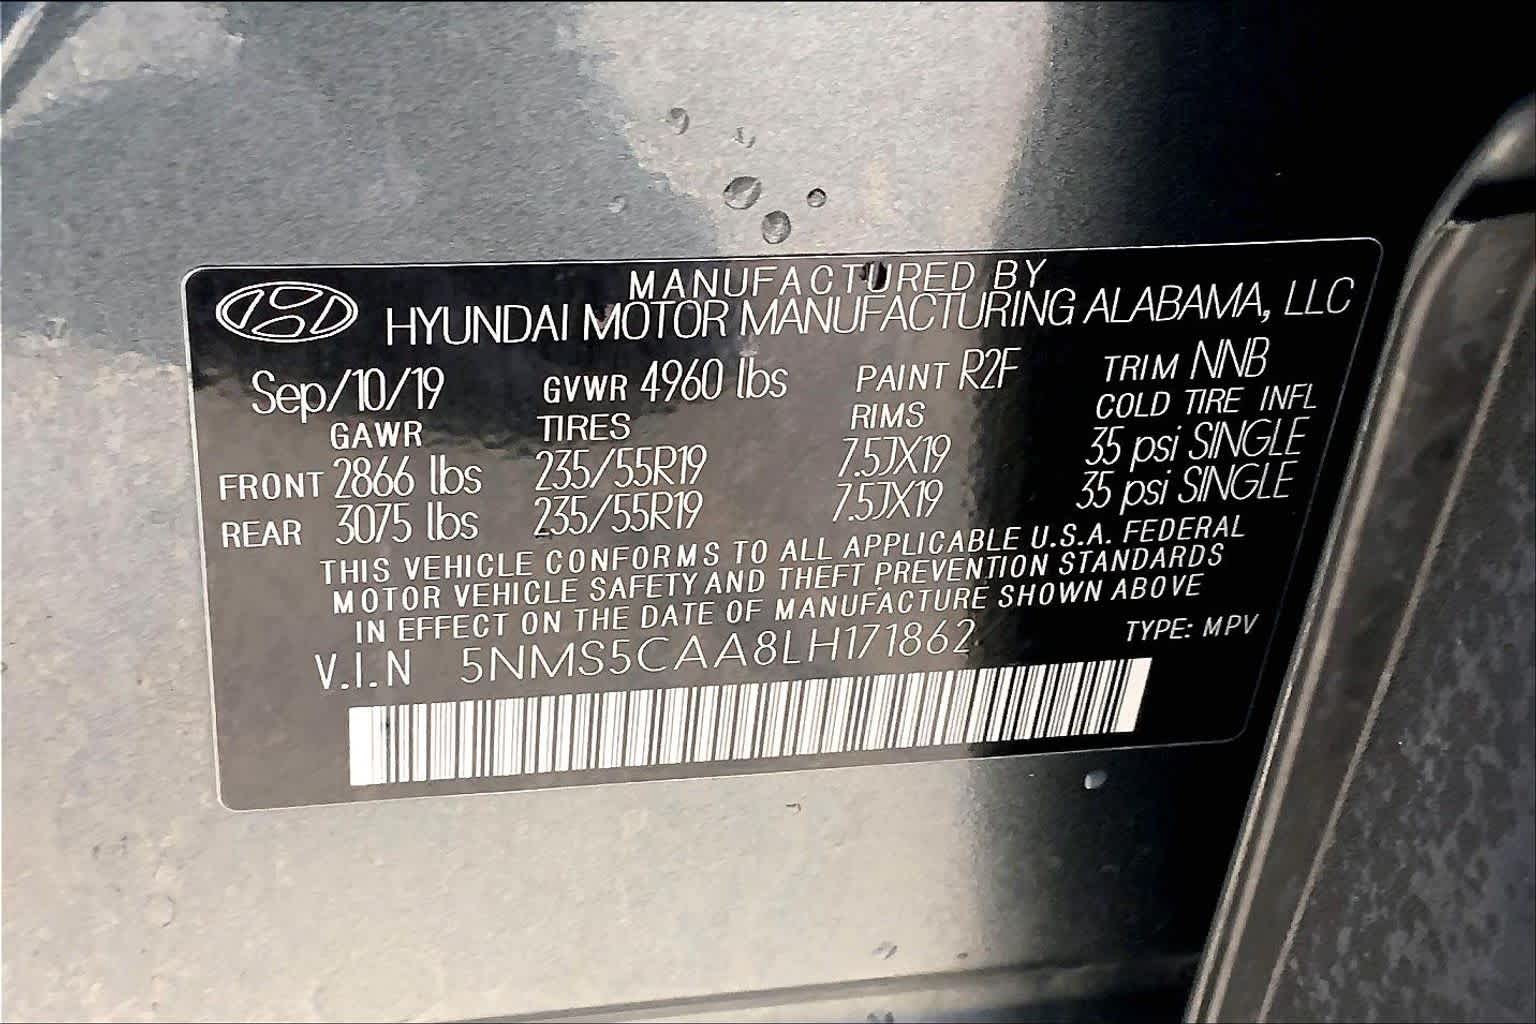 MANUFACTURED BY
HYUNDAI MOTOR MANUFACTURING ALABAMA, LLC
Sep/10/19 GVWR 4960 lbs PAINT R2F TRIM NNB
GAWR TIRES RIMS COLD TIRE INFL
FRONT 2866 lbs 235/55R19 7.5JX19 35 psi SINGLE
REAR 3075 lbs 235/55R19 7.5JX19 35 psi SINGLE
THIS VEHICLE CONFORMS TO ALL APPLICABLE U.S.A. FEDERAL
MOTOR VEHICLE SAFETY AND THEFT PREVENTION STANDARDS
IN EFFECT ON THE DATE OF MANUFACTURE SHOWN ABOVE
V.I.N 5NMS5CAA8LH171862 TYPE: MPV